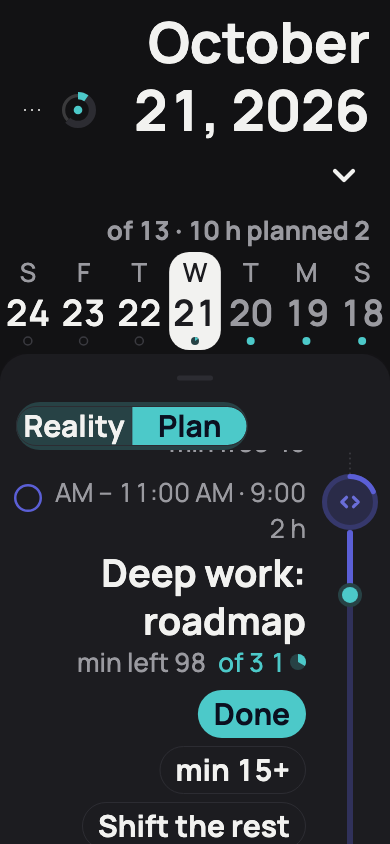 October
21, 2026
of 13 · 10 h planned 2
S F T W T M S
24 23 22 21 20 19 18
Reality Plan
AM – 11:00 AM · 9:00
2 h
Deep work:
roadmap
min left 98 of 3 1
Done
min 15+
Shift the rest